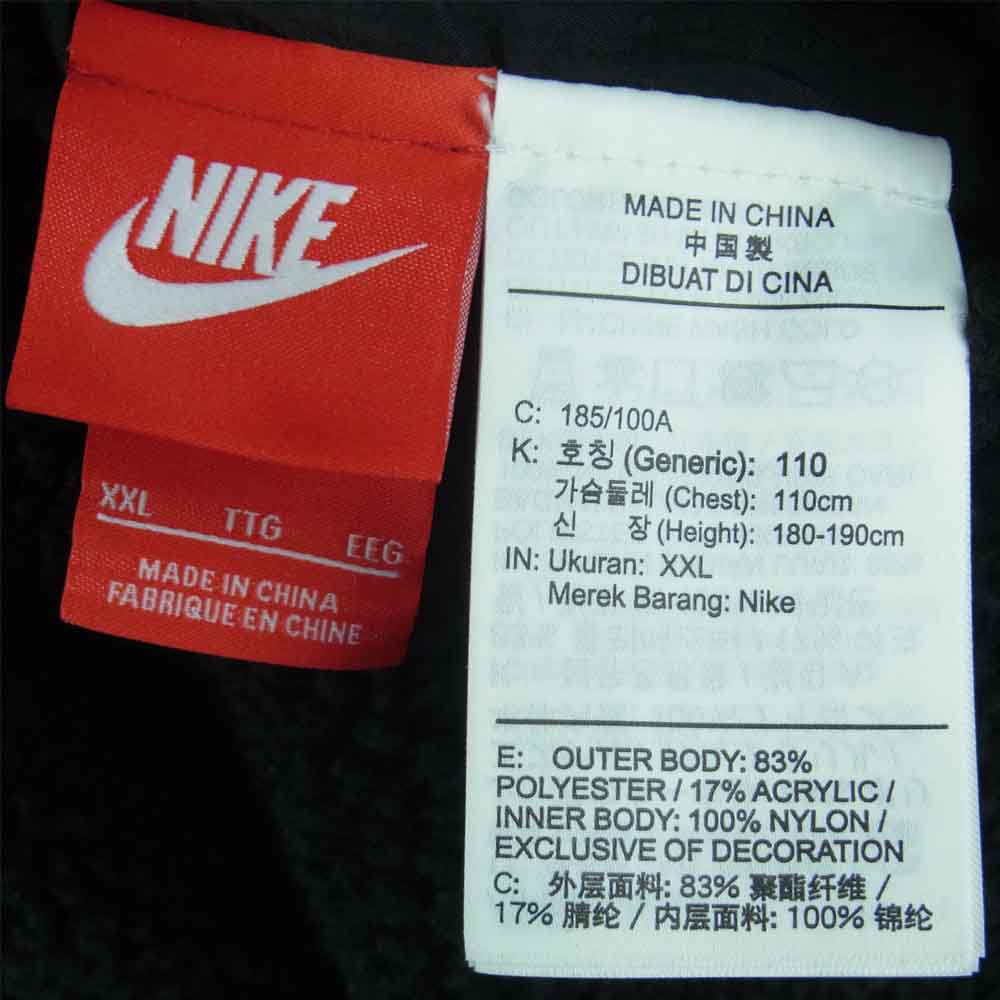 NIKE
XXL TTG EEG
MADE IN CHINA
FABRIQUE EN CHINE
MADE IN CHINA
中国製
DIBUAT DI CINA
C: 185/100A
K: 호칭 (Generic): 110
가슴둘레 (Chest): 110cm
신 장 (Height): 180-190cm
IN: Ukuran: XXL
Merek Barang: Nike
E: OUTER BODY: 83%
POLYESTER / 17% ACRYLIC /
INNER BODY: 100% NYLON /
EXCLUSIVE OF DECORATION
C: 外层面料: 83% 聚酯纤维 /
17% 腈纶 / 内层面料: 100% 锦纶